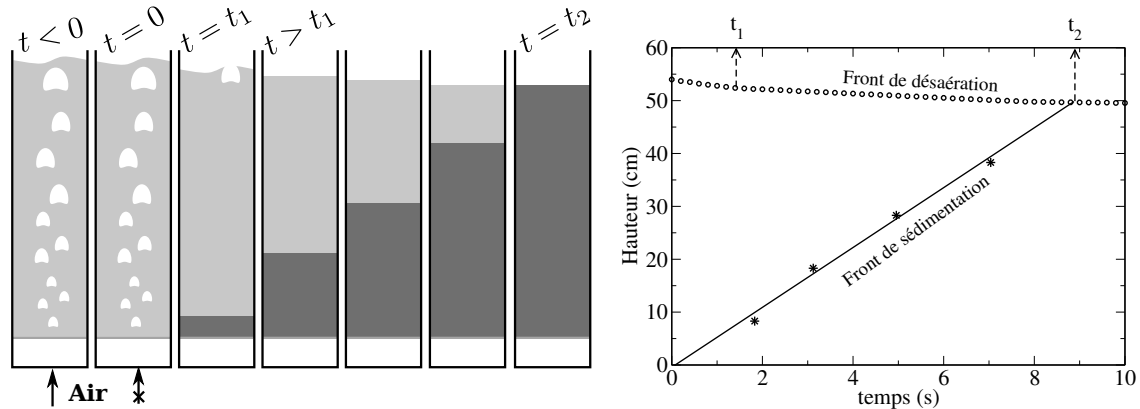 t < 0
t = 0
t = t₁
t > t₁
t = t₂
Air
t₁
t₂
60
50
40
30
20
10
0
Hauteur (cm)
Front de désaération
Front de sédimentation
0
2
4
6
8
10
temps (s)